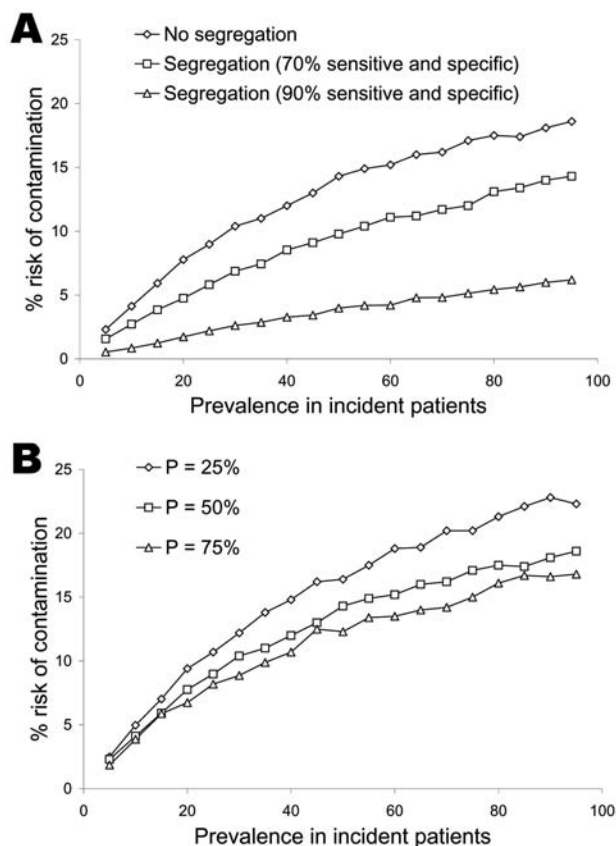 A
25
20
15
10
5
0
% risk of contamination
No segregation
Segregation (70% sensitive and specific)
Segregation (90% sensitive and specific)
0 20 40 60 80 100
Prevalence in incident patients
B
25
20
15
10
5
0
% risk of contamination
P = 25%
P = 50%
P = 75%
0 20 40 60 80 100
Prevalence in incident patients